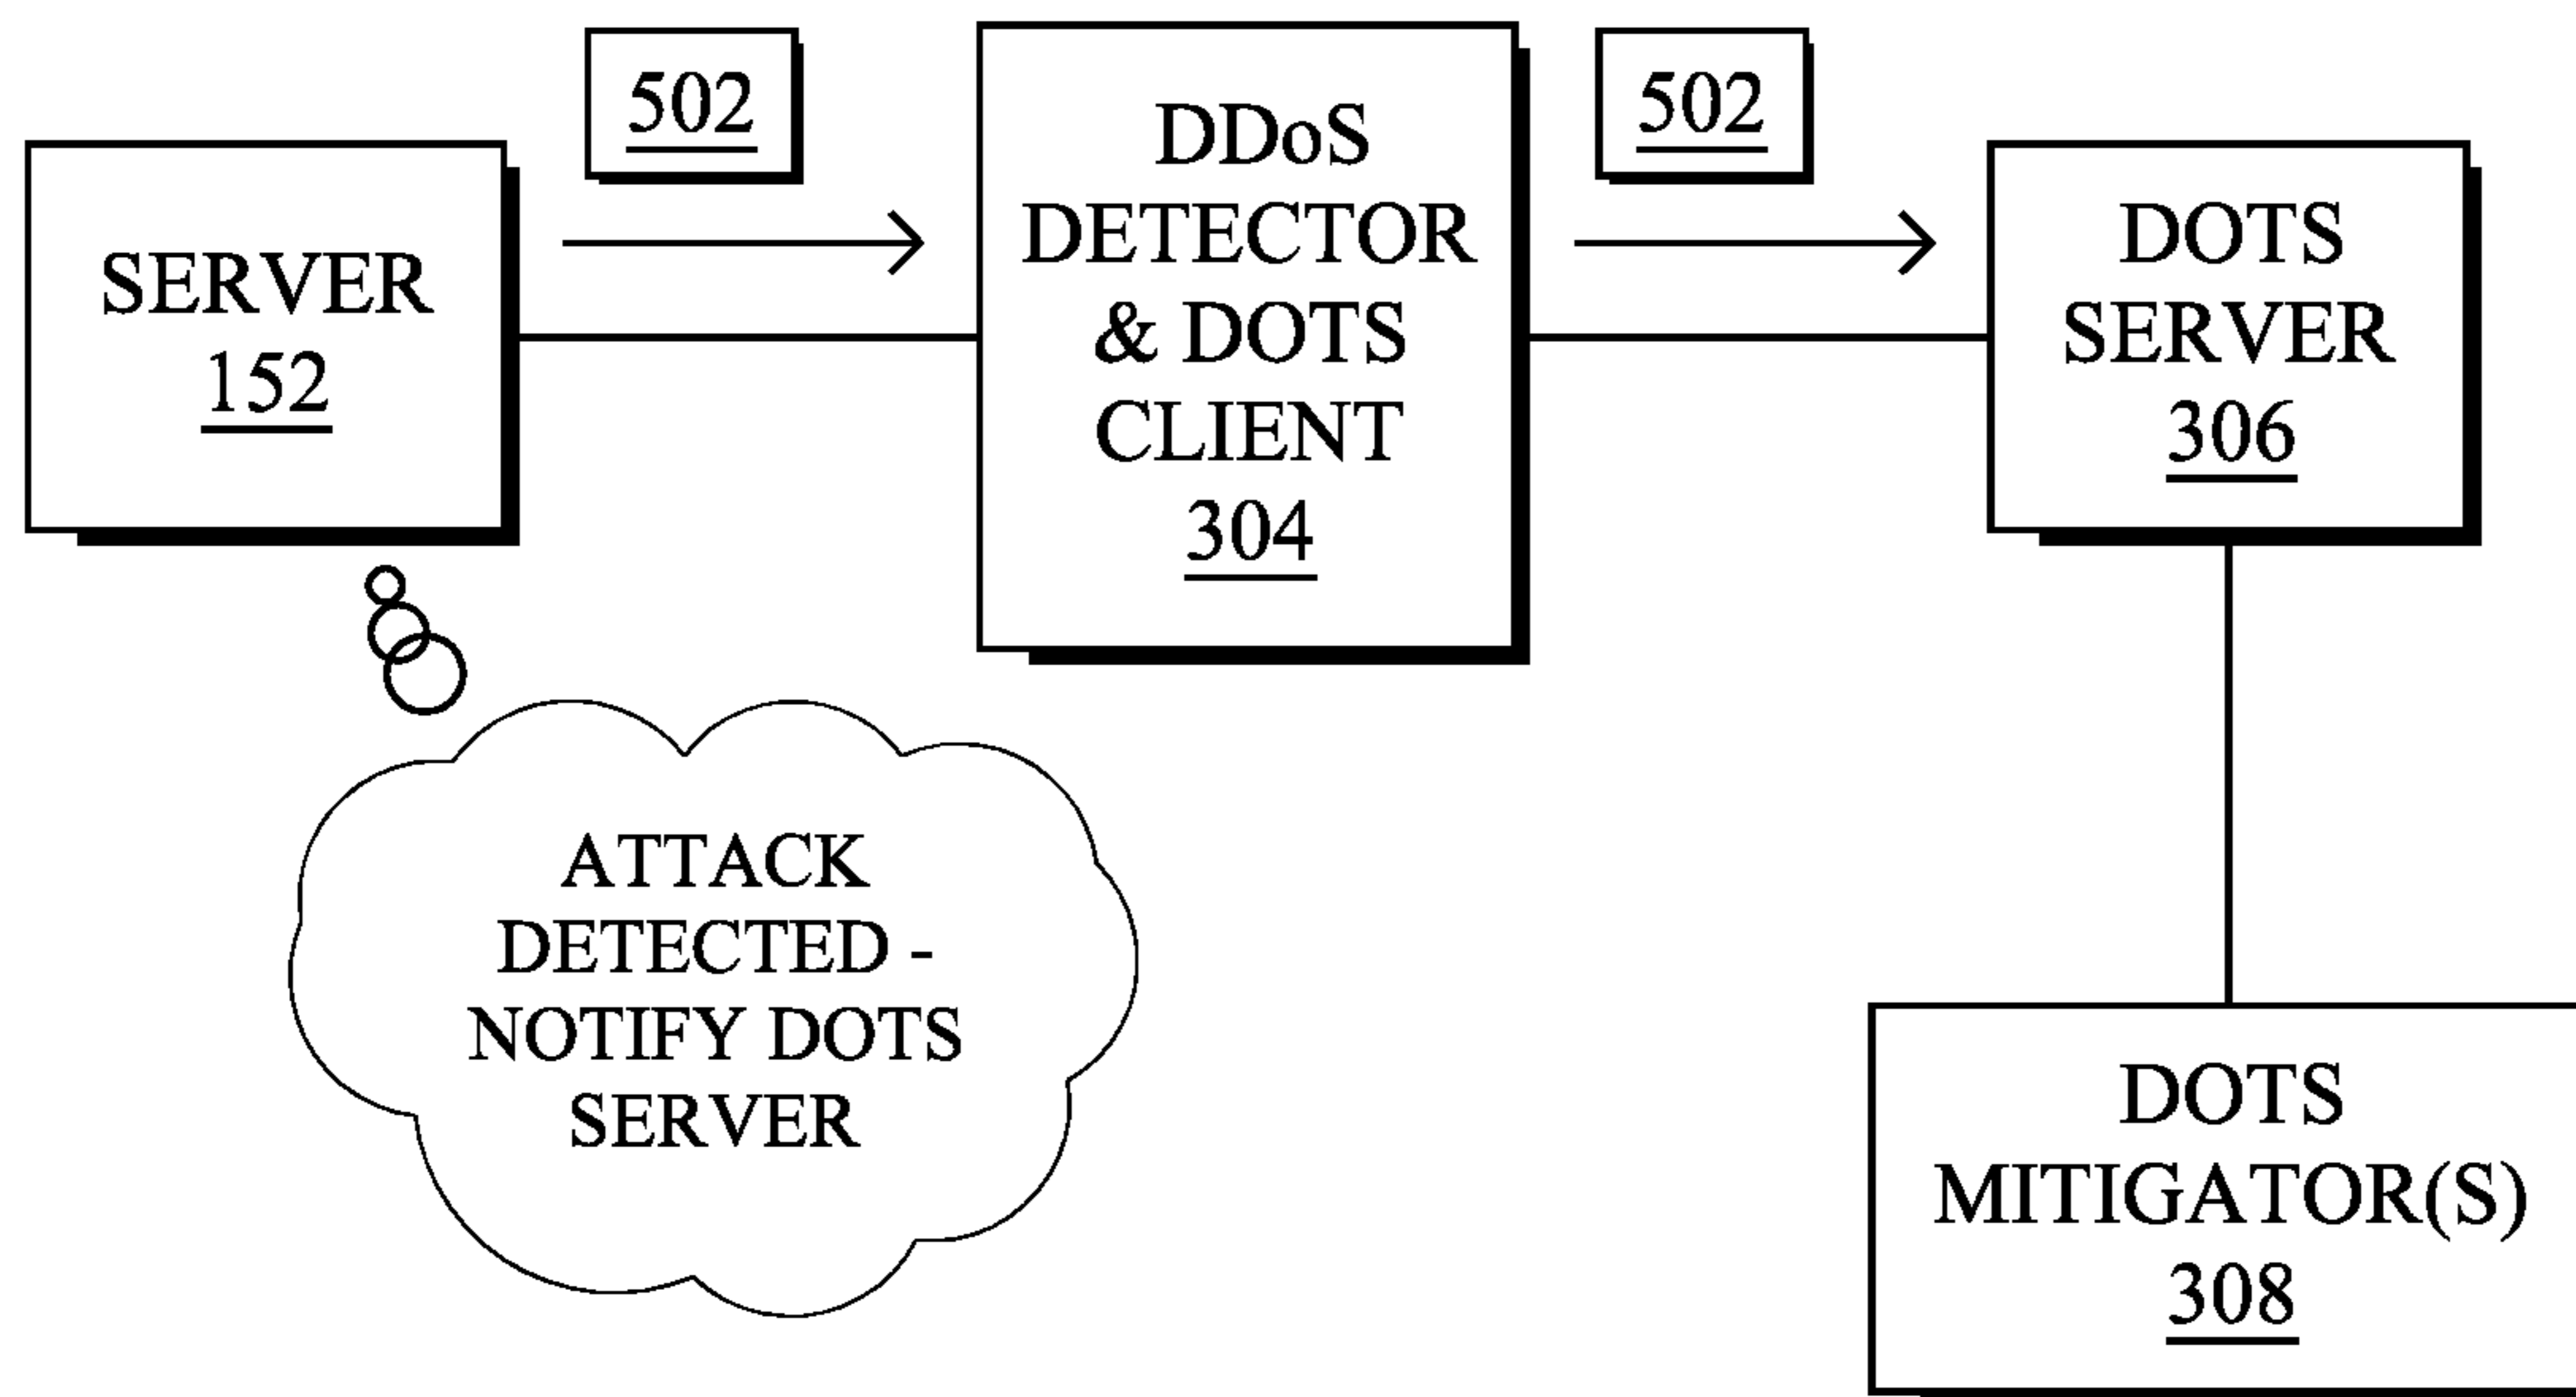 502
502
SERVER
152
DDoS
DETECTOR
& DOTS
CLIENT
304
DOTS
SERVER
306
ATTACK
DETECTED -
NOTIFY DOTS
SERVER
DOTS
MITIGATOR(S)
308